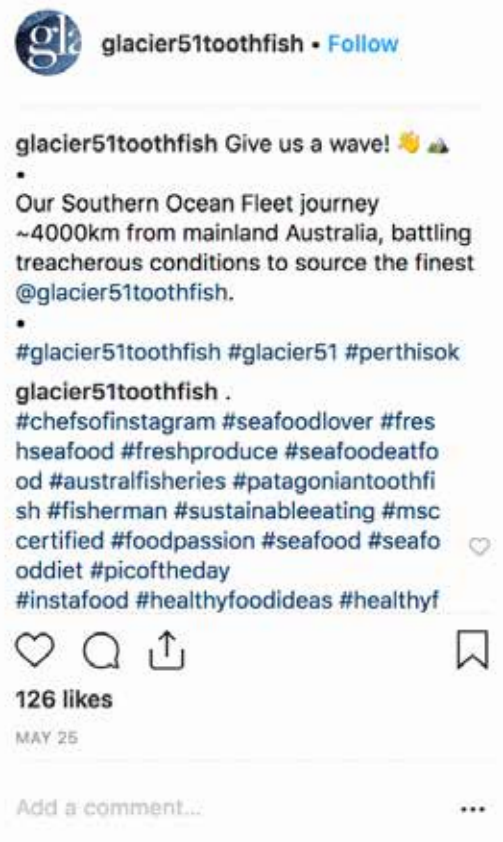 gla
glacier51toothfish • Follow
glacier51toothfish Give us a wave! 👋 🏔️
•
Our Southern Ocean Fleet journey
~4000km from mainland Australia, battling
treacherous conditions to source the finest
@glacier51toothfish.
•
#glacier51toothfish #glacier51 #perthisok
glacier51toothfish .
#chefsofinstagram #seafoodlover #fres
hseafood #freshproduce #seafoodeatfo
od #australfisheries #patagoniantoothfi
sh #fisherman #sustainableeating #msc
certified #foodpassion #seafood #seafo
oddiet #picoftheday
#instafood #healthyfoodideas #healthyf
126 likes
MAY 25
Add a comment...